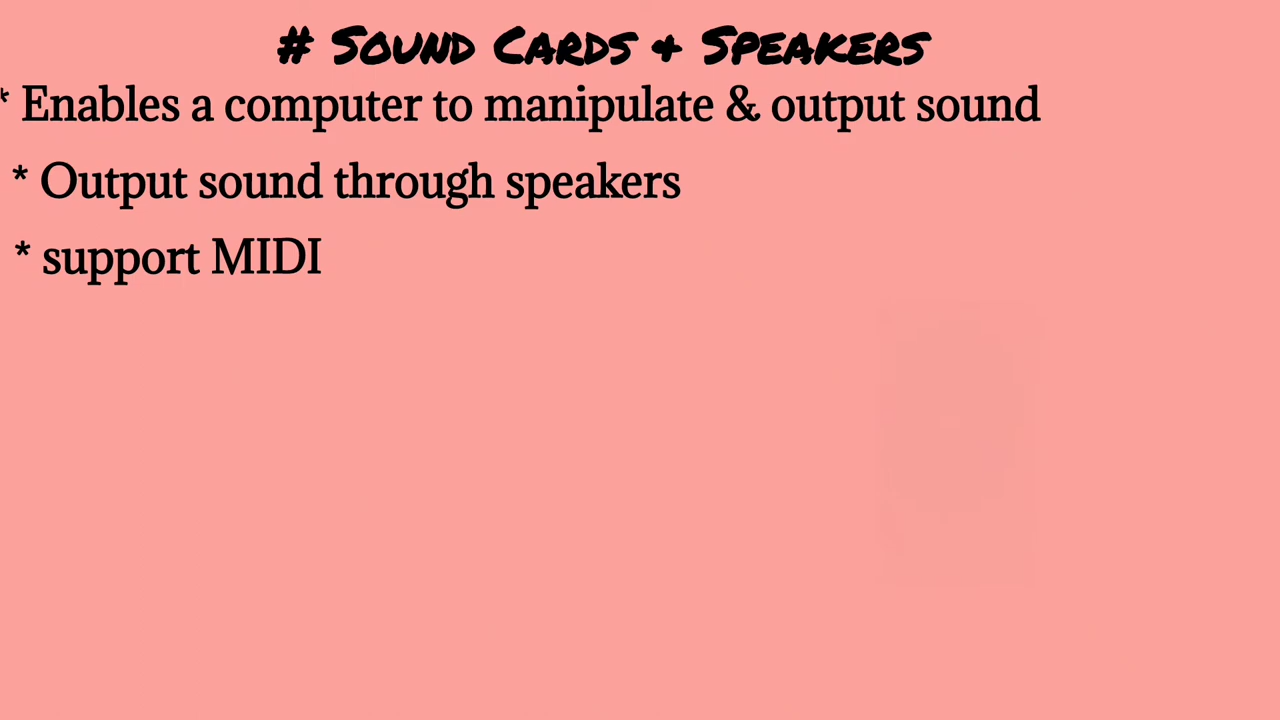 # Sound Cards & Speakers
* Enables a computer to manipulate & output sound
* Output sound through speakers
* support MIDI